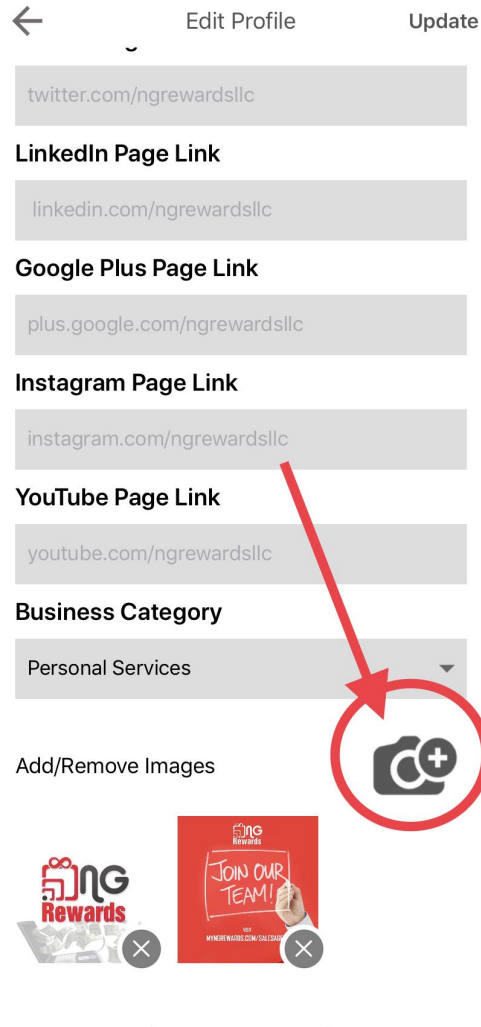 Edit Profile
Update
twitter.com/ngrewardsllc
LinkedIn Page Link
linkedin.com/ngrewardsllc
Google Plus Page Link
plus.google.com/ngrewardsllc
Instagram Page Link
instagram.com/ngrewardsllc
YouTube Page Link
youtube.com/ngrewardsllc
Business Category
Personal Services
Add/Remove Images
NG
Rewards
NG
Rewards
JOIN OUR
TEAM!
VISIT